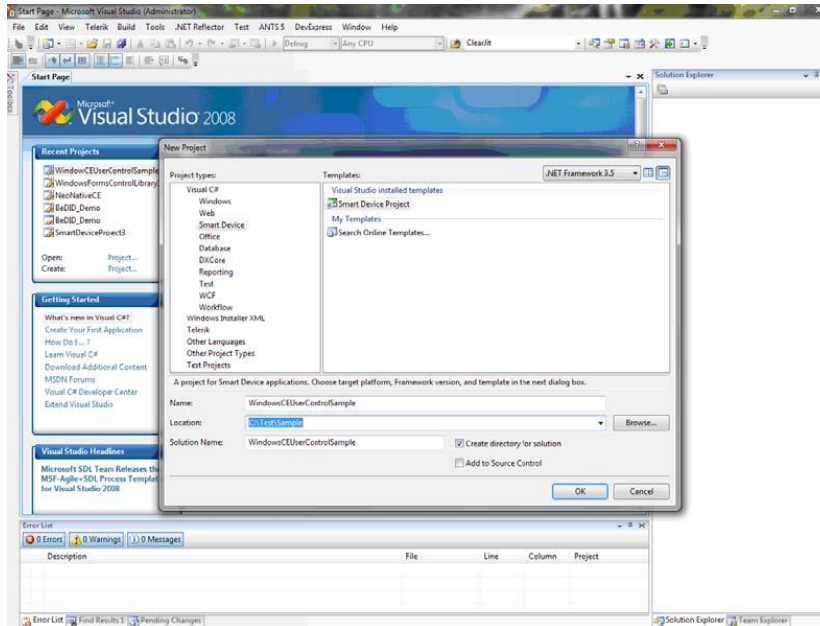 Start Page - Microsoft Visual Studio (Administrator)
File Edit View Telerik Build Tools .NET Reflector Test ANTS 5 DevExpress Window Help
Debug Any CPU ClearIt
Start Page
Solution Explorer
Toolbox
Microsoft
Visual Studio 2008
Recent Projects
WindowCEUserControlSample
WindowsFormsControlLibrary
NeoNativeCE
BeDID_Demo
BeDID_Demo
SmartDeviceProject3
Open: Project...
Create: Project...
Getting Started
What's new in Visual C#?
Create Your First Application
How Do I ... ?
Learn Visual C#
Download Additional Content
MSDN Forums
Visual C# Developer Center
Extend Visual Studio
Visual Studio Headlines
Microsoft SDL Team Releases the
MSF-Agile+SDL Process Templat
for Visual Studio 2008
New Project
Project types:
Templates:
.NET Framework 3.5
Visual C#
Windows
Web
Smart Device
Office
Database
DXCore
Reporting
Test
WCF
Workflow
Windows Installer XML
Telerik
Other Languages
Other Project Types
Test Projects
Visual Studio installed templates
Smart Device Project
My Templates
Search Online Templates...
A project for Smart Device applications. Choose target platform, Framework version, and template in the next dialog box.
Name: WindowsCEUserControlSample
Location: C:\Test\Sample Browse...
Solution Name: WindowsCEUserControlSample Create directory for solution
Add to Source Control
OK Cancel
Error List
0 Errors 0 Warnings 0 Messages
Description File Line Column Project
Error List Find Results 1 Pending Changes
Solution Explorer Team Explorer